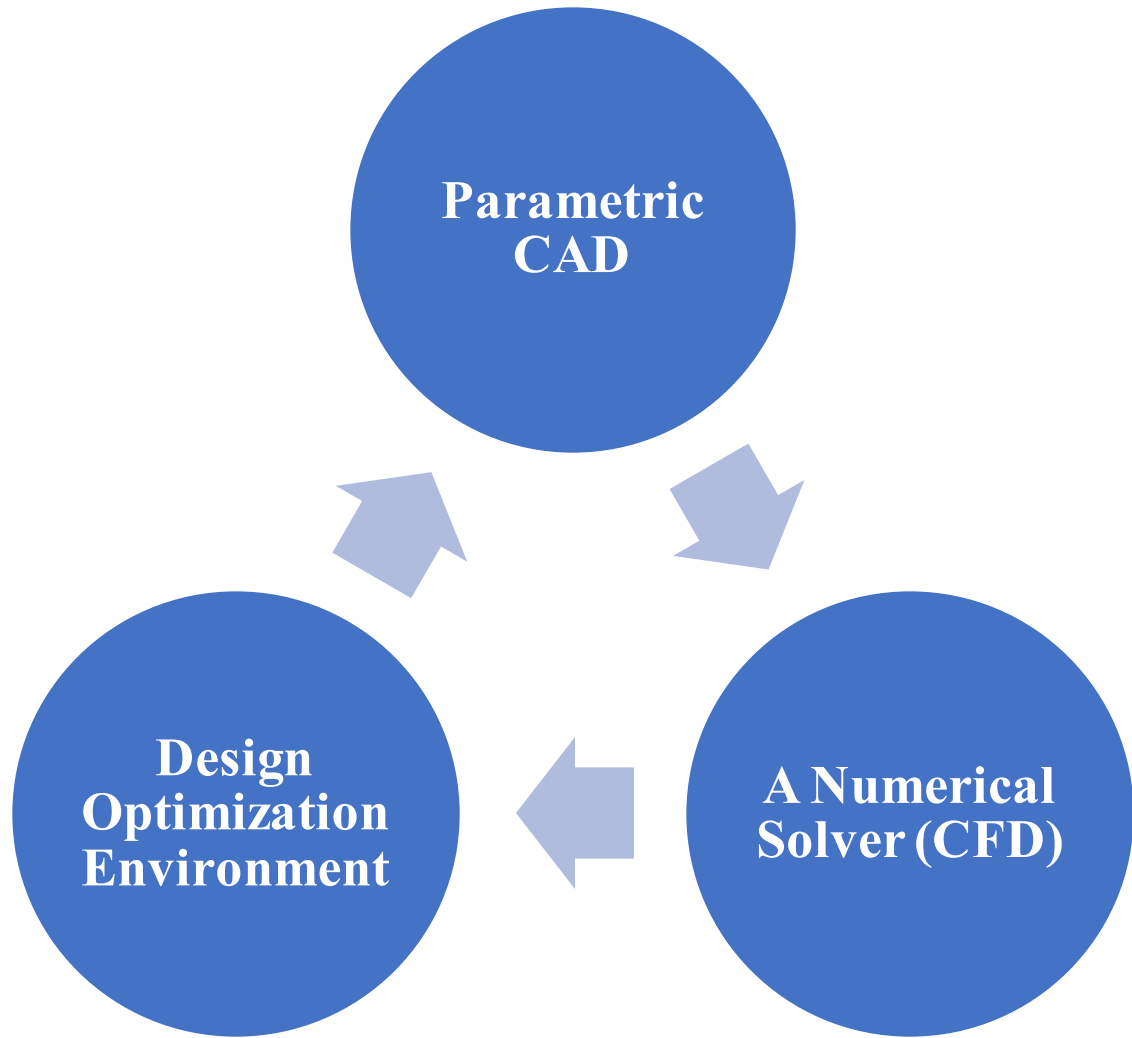 Parametric
CAD
Design
Optimization
Environment
A Numerical
Solver (CFD)